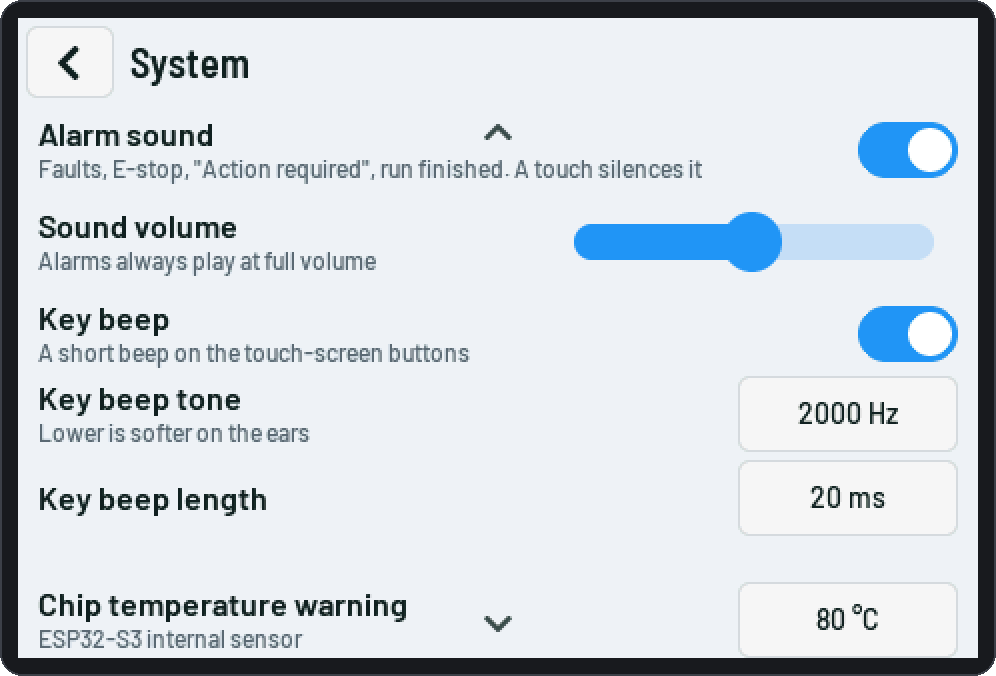 System
Alarm sound
Faults, E-stop, "Action required", run finished. A touch silences it
Sound volume
Alarms always play at full volume
Key beep
A short beep on the touch-screen buttons
Key beep tone
Lower is softer on the ears
2000 Hz
Key beep length
20 ms
Chip temperature warning
ESP32-S3 internal sensor
80 °C